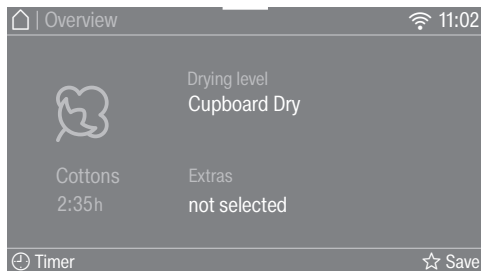 | Overview
11:02
Drying level
Cupboard Dry
Cottons
2:35h
Extras
not selected
Timer
Save